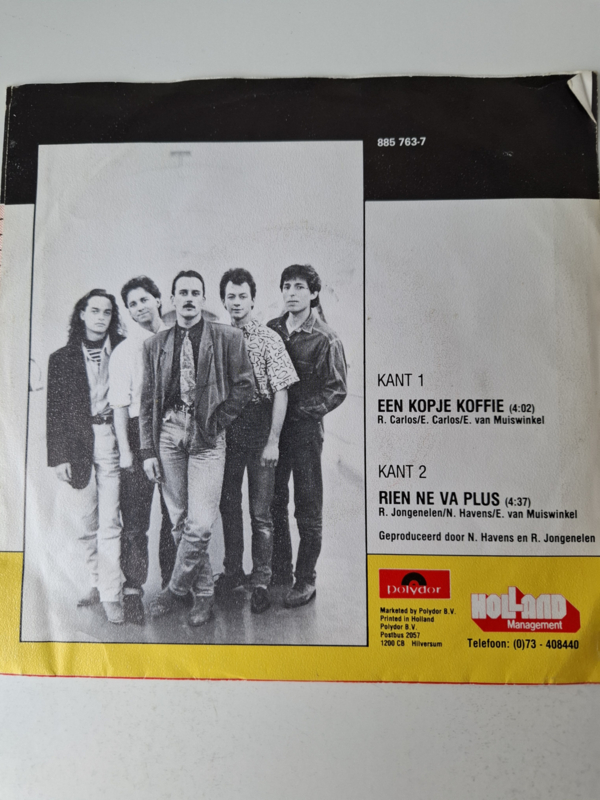 885 763-7
KANT 1
EEN KOPJE KOFFIE (4:02)
R. Carlos/E. Carlos/E. van Muiswinkel
KANT 2
RIEN NE VA PLUS (4:37)
R. Jongenelen/N. Havens/E. van Muiswinkel
Geproduceerd door N. Havens en R. Jongenelen
polydor
Marketed by Polydor B.V.
Printed in Holland
Polydor B.V.
Postbus 2057
1200 CB Hilversum
HOLLAND
Management
Telefoon: (0)73 - 408440